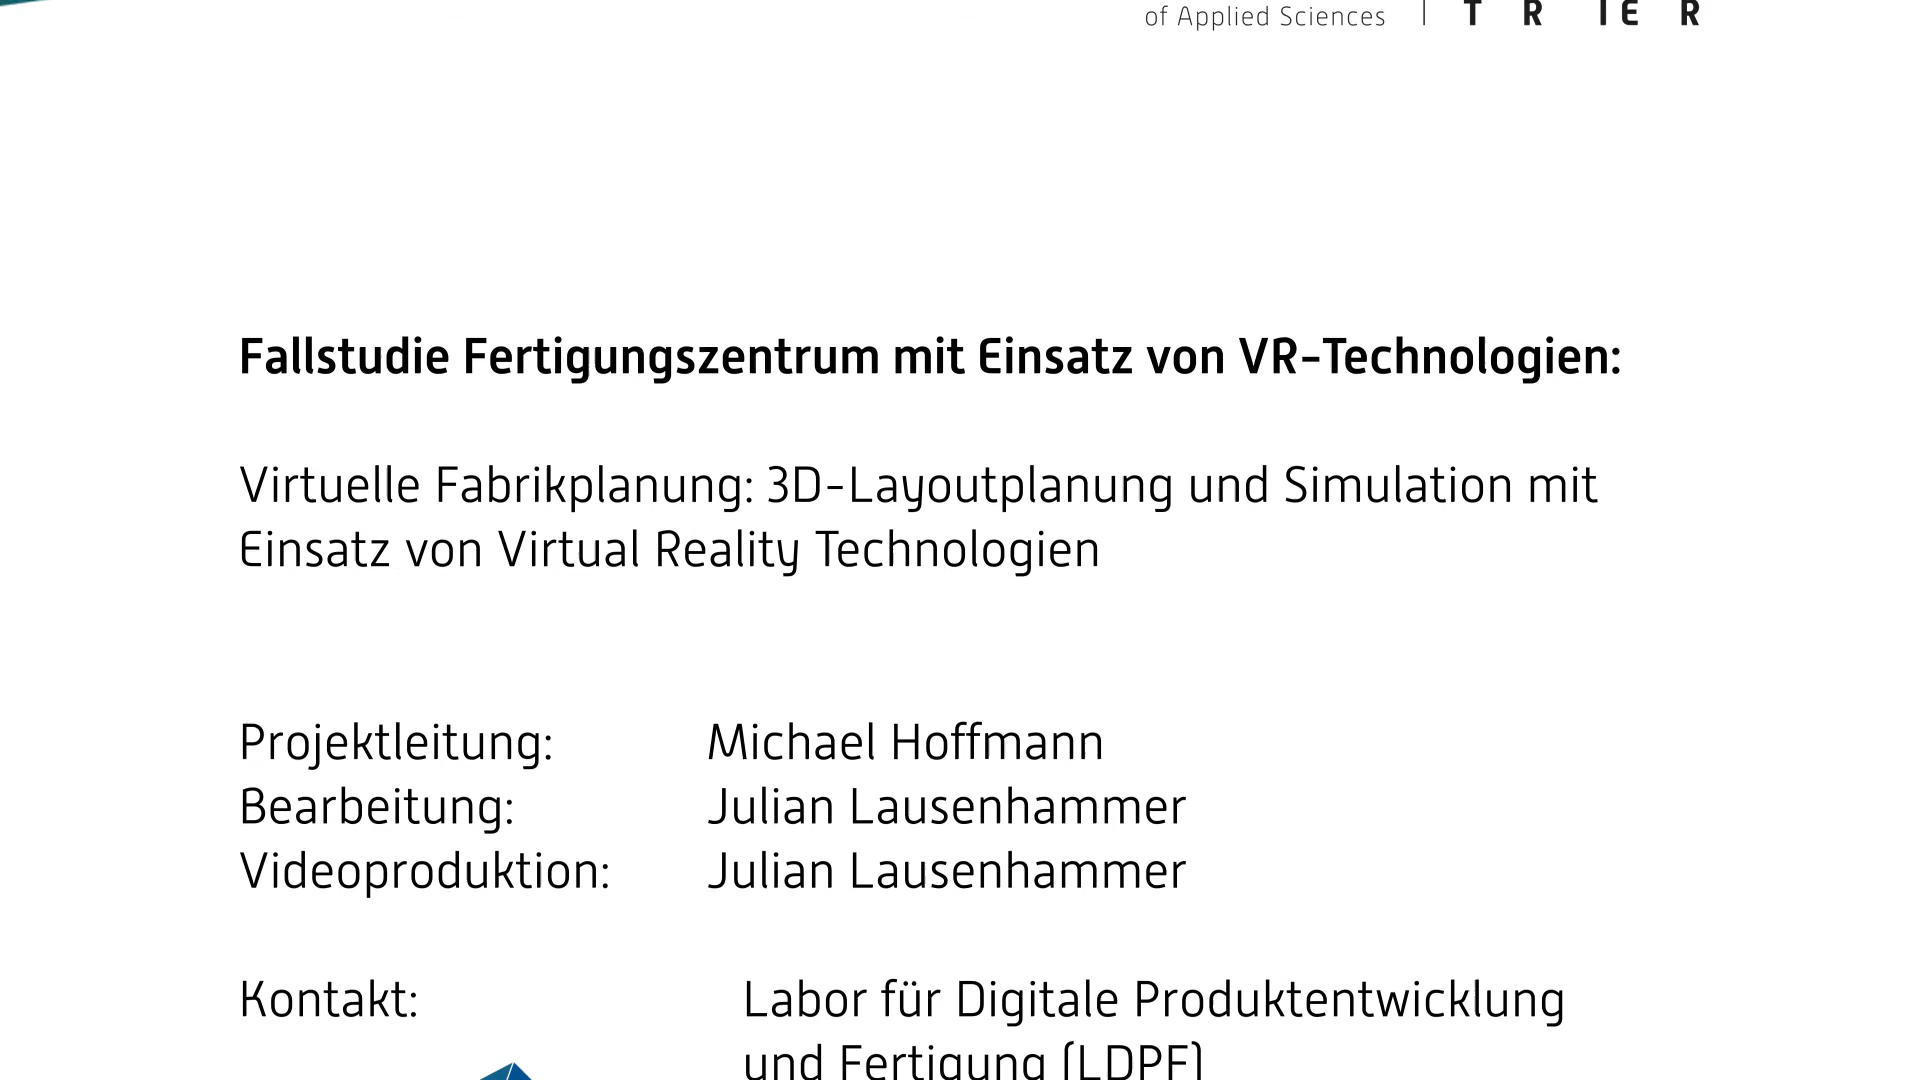 of Applied Sciences | T R I E R
Fallstudie Fertigungszentrum mit Einsatz von VR-Technologien:
Virtuelle Fabrikplanung: 3D-Layoutplanung und Simulation mit
Einsatz von Virtual Reality Technologien
Projektleitung: Michael Hoffmann
Bearbeitung: Julian Lausenhammer
Videoproduktion: Julian Lausenhammer
Kontakt: Labor für Digitale Produktentwicklung
und Fertigung (LDPF)